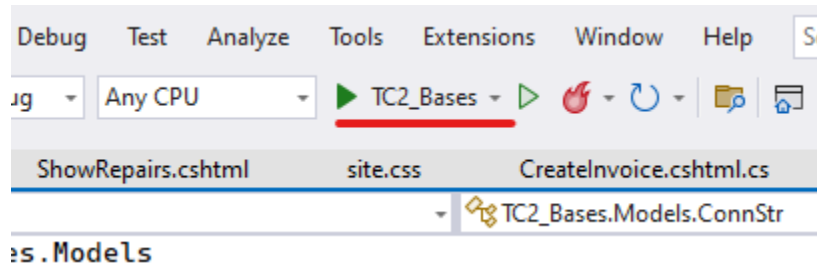 Debug Test Analyze Tools Extensions Window Help
Any CPU TC2_Bases
ShowRepairs.cshtml site.css CreateInvoice.cshtml.cs
TC2_Bases.Models.ConnStr
es.Models